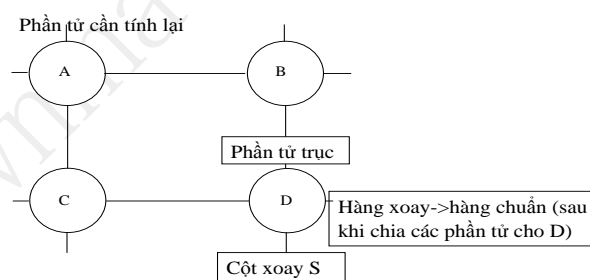 Phần tử cần tính lại
A
B
Phần tử trục
C
D
Hàng xoay->hàng chuẩn (sau
khi chia các phần tử cho D)
Cột xoay S